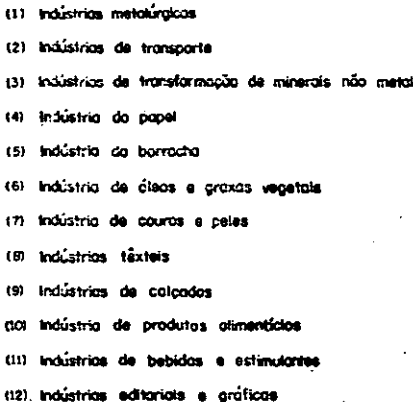 (1) Indústrias metalúrgicas
(2) Indústrias de transporte
(3) Indústrias de transformação de minerais não metal
(4) Indústria do papel
(5) Indústria da borracha
(6) Indústria de óleos e graxas vegetais
(7) Indústria de couros e peles
(8) Indústrias têxteis
(9) Indústrias de calçados
(10) Indústria de produtos alimentícios
(11) Indústrias de bebidas e estimulantes
(12) Indústrias editoriais e gráficas